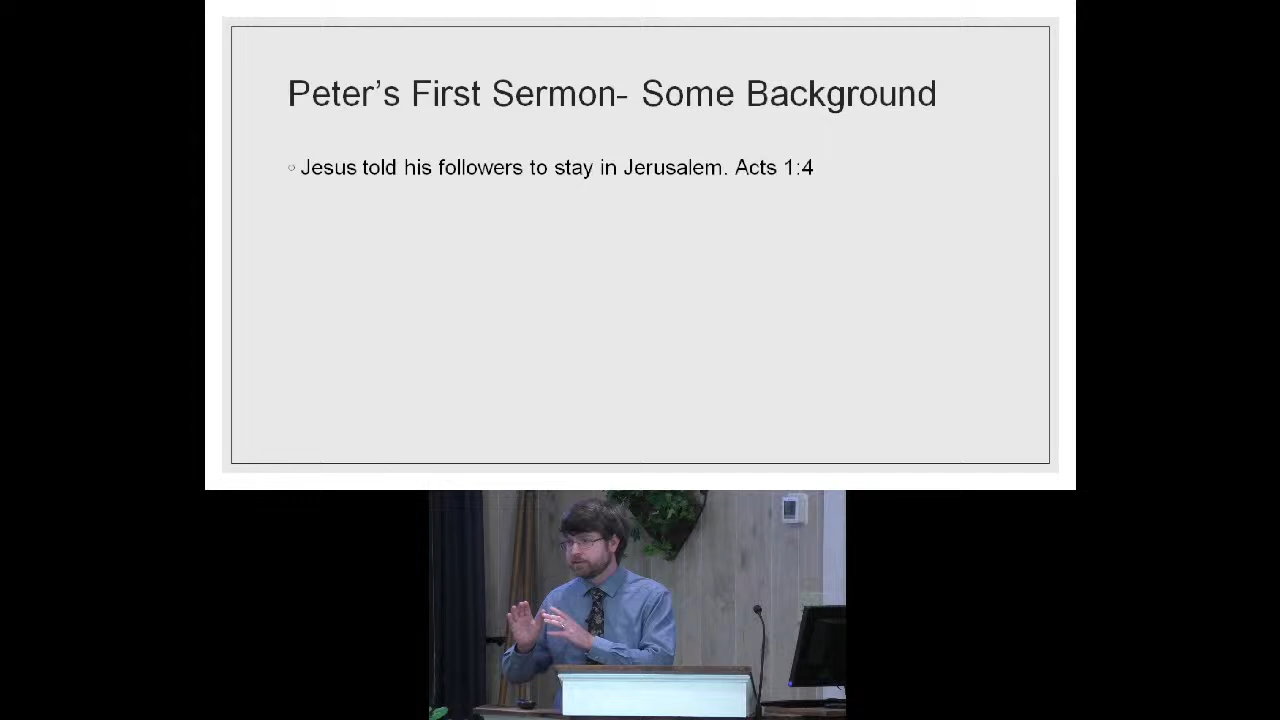 Peter’s First Sermon- Some Background
◦ Jesus told his followers to stay in Jerusalem. Acts 1:4